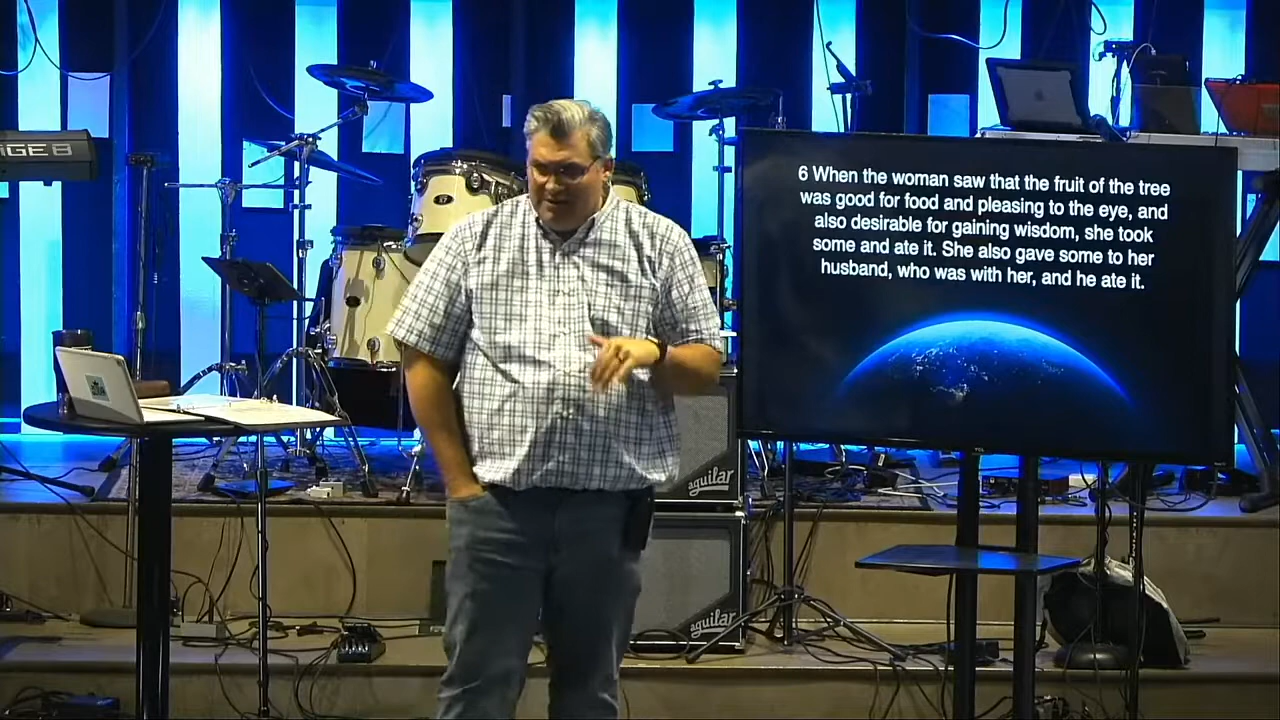 iGE 8
6 When the woman saw that the fruit of the tree
was good for food and pleasing to the eye, and
also desirable for gaining wisdom, she took
some and ate it. She also gave some to her
husband, who was with her, and he ate it.
aguilar
aguilar